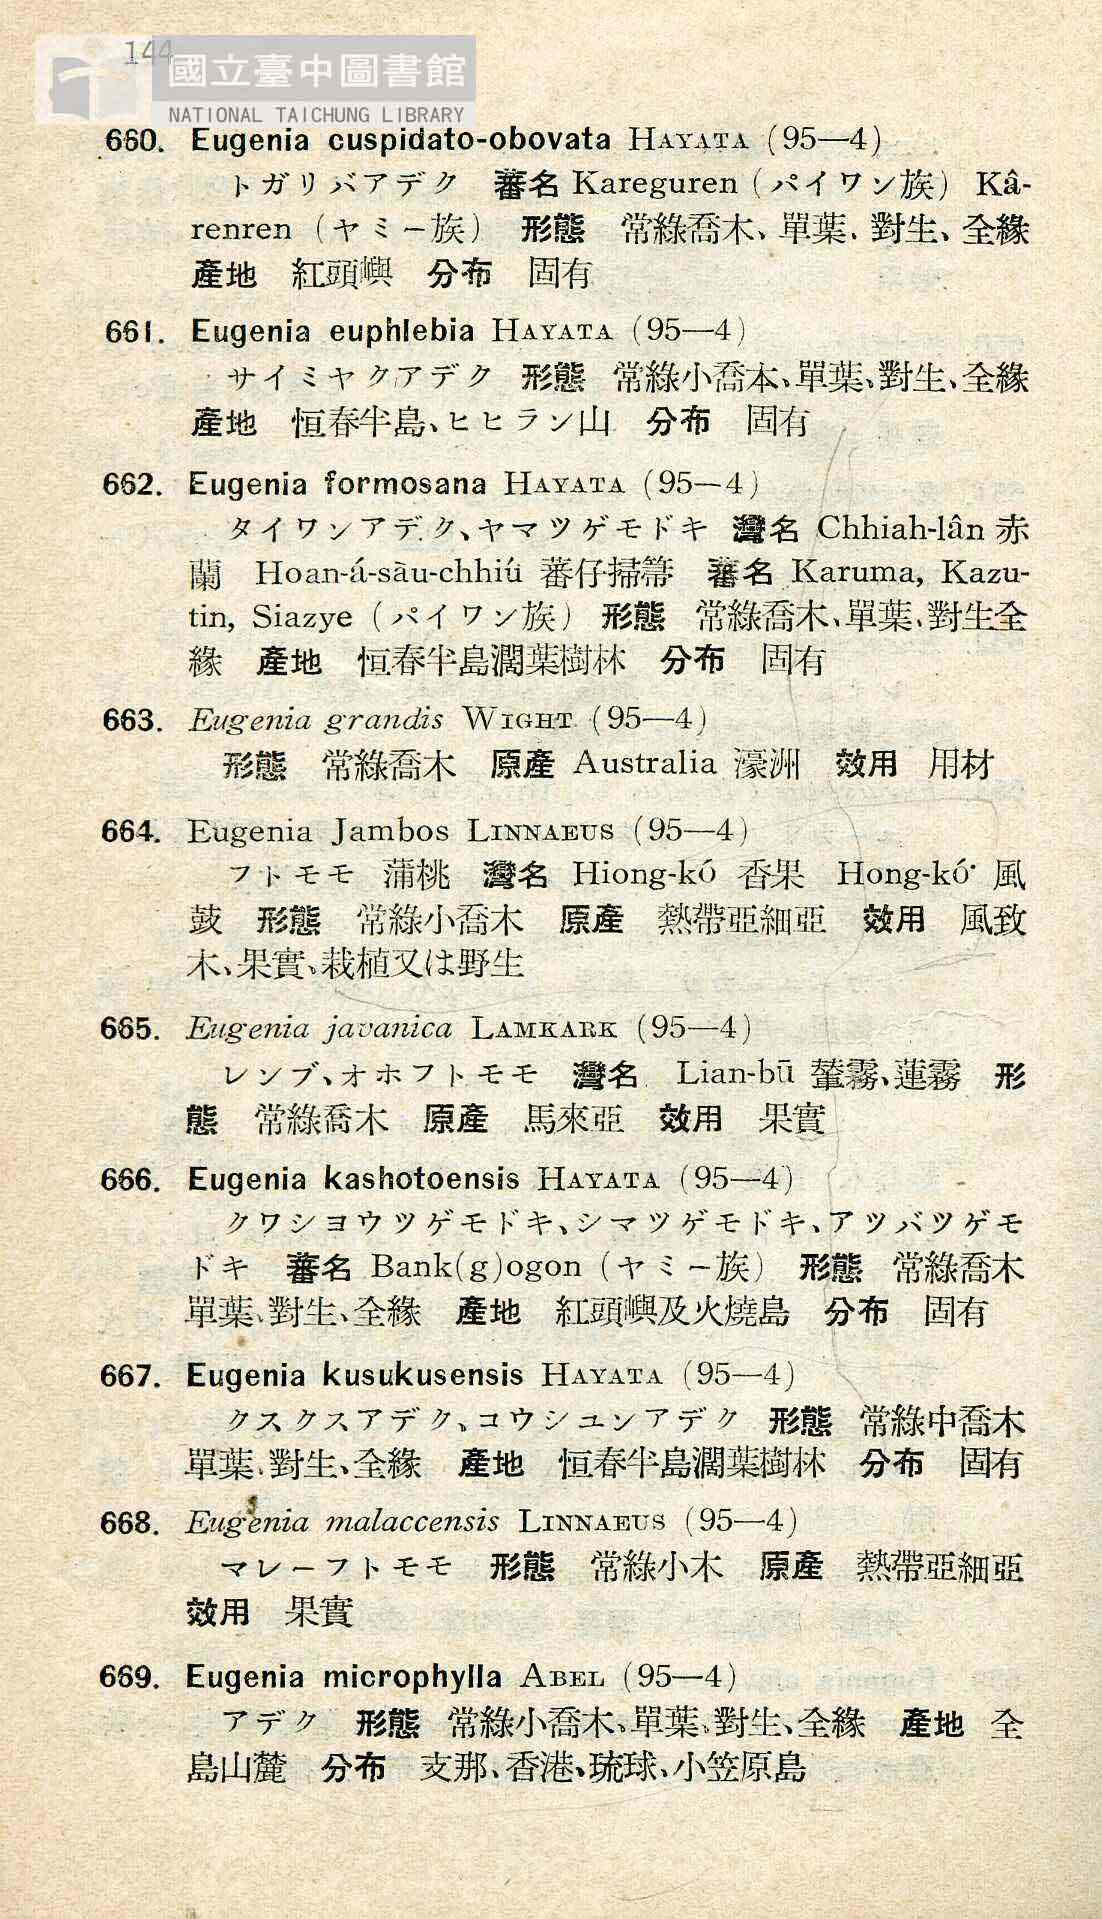 144
國立臺中圖書館
NATIONAL TAICHUNG LIBRARY
660. Eugenia cuspidato-obovata HAYATA (95—4)
トガリバアデク 蕃名 Kareguren (パイワン族) Kâ-
renren (ヤミー族) 形態 常綠喬木、單葉、對生、全緣
產地 紅頭嶼 分布 固有
661. Eugenia euphlebia HAYATA (95—4)
サイミヤクアデク 形態 常綠小喬本、單葉、對生、全緣
產地 恒春半島、ヒヒラン山 分布 固有
662. Eugenia formosana HAYATA (95—4)
タイワンアデク、ヤマツゲモドキ 灣名 Chhiah-lân 赤
蘭 Hoan-á-sàu-chhiú 蕃仔掃箒 蕃名 Karuma, Kazu-
tin, Siazye (パイワン族) 形態 常綠喬木、單葉、對生全
緣 產地 恒春半島濶葉樹林 分布 固有
663. Eugenia grandis WIGHT (95—4)
形態 常綠喬木 原產 Australia 濠洲 效用 用材
664. Eugenia Jambos LINNAEUS (95—4)
フトモモ 蒲桃 灣名 Hiong-kó 香果 Hong-kó͘ 風
鼓 形態 常綠小喬木 原產 熱帶亞細亞 效用 風致
木、果實、栽植又は野生
665. Eugenia javanica LAMKARK (95—4)
レンブ、オホフトモモ 灣名 Lian-bū 輦霧、蓮霧 形
態 常綠喬木 原產 馬來亞 效用 果實
666. Eugenia kashotoensis HAYATA (95—4)
クワシヨウツゲモドキ、シマツゲモドキ、アツバツゲモ
ドキ 蕃名 Bank(g)ogon (ヤミー族) 形態 常綠喬木
單葉、對生、全緣 產地 紅頭嶼及火燒島 分布 固有
667. Eugenia kusukusensis HAYATA (95—4)
クスクスアデク、コウシユンアデク 形態 常綠中喬木
單葉、對生、全緣 產地 恒春半島濶葉樹林 分布 固有
668. Eugenia malaccensis LINNAEUS (95—4)
マレーフトモモ 形態 常綠小木 原產 熱帶亞細亞
效用 果實
669. Eugenia microphylla ABEL (95—4)
アデク 形態 常綠小喬木、單葉、對生、全緣 產地 全
島山麓 分布 支那、香港、琉球、小笠原島